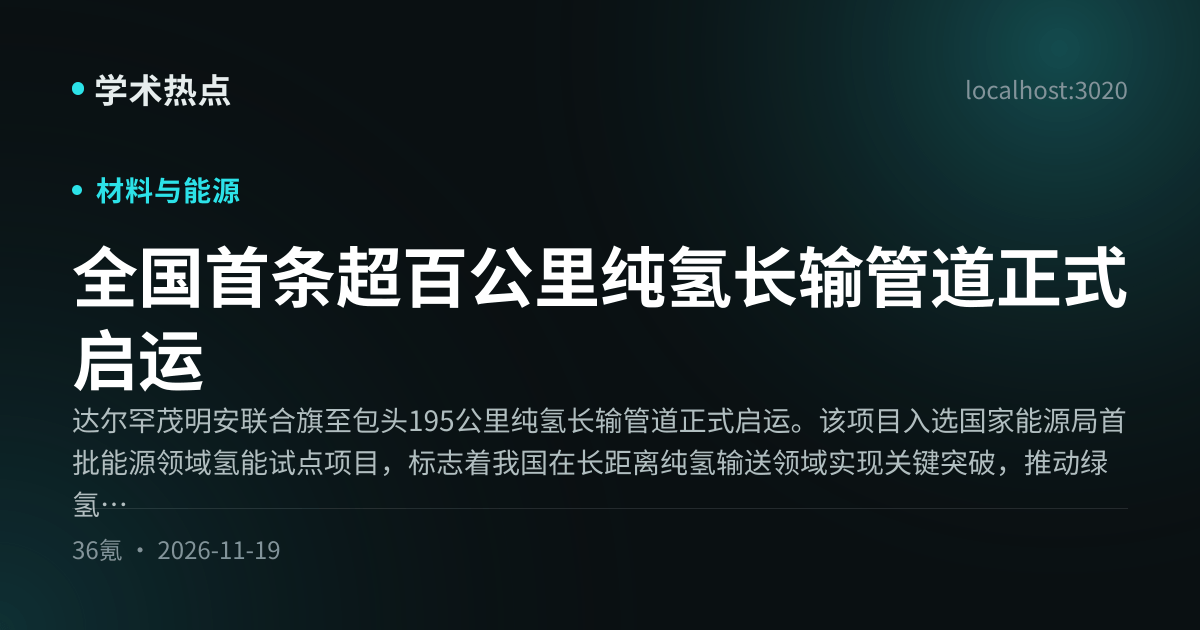 学术热点
localhost:3020
材料与能源
全国首条超百公里纯氢长输管道正式
启运
达尔罕茂明安联合旗至包头195公里纯氢长输管道正式启运。该项目入选国家能源局首
批能源领域氢能试点项目，标志着我国在长距离纯氢输送领域实现关键突破，推动绿
氢…
36氪 · 2026-11-19